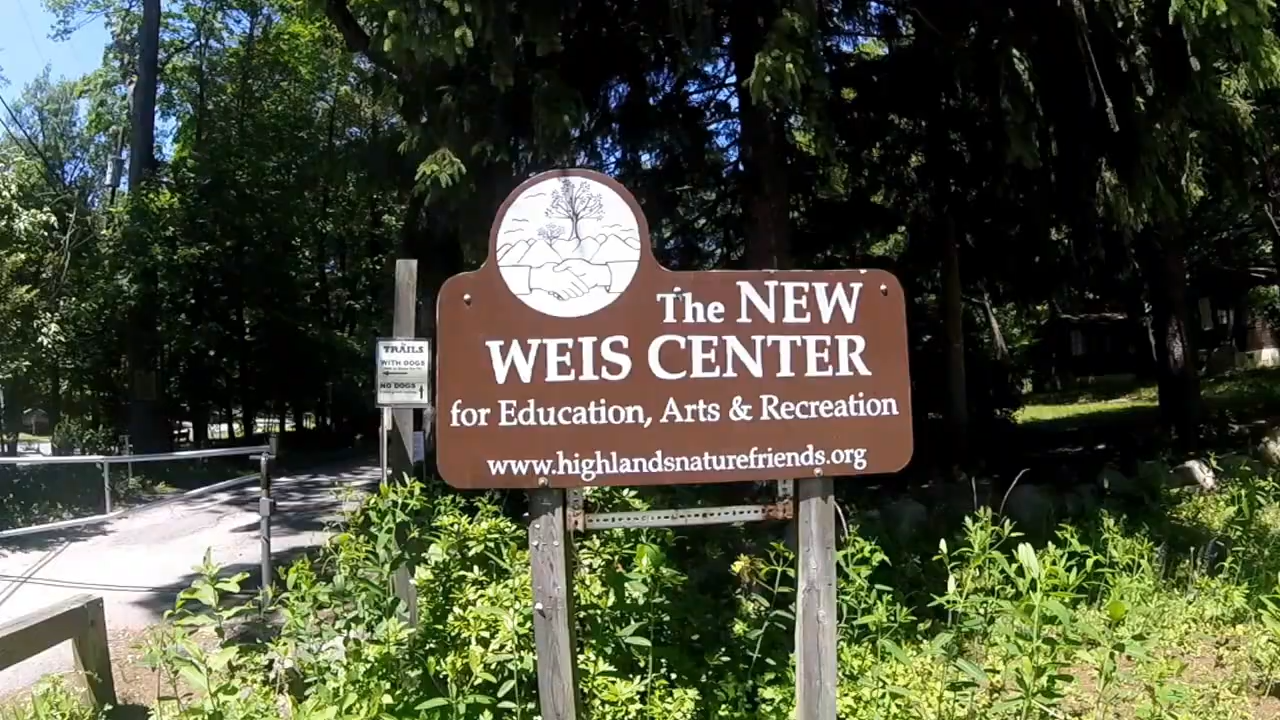 The NEW
WEIS CENTER
for Education, Arts & Recreation
www.highlandsnaturefriends.org
TRAILS
WITH DOGS
NO DOGS